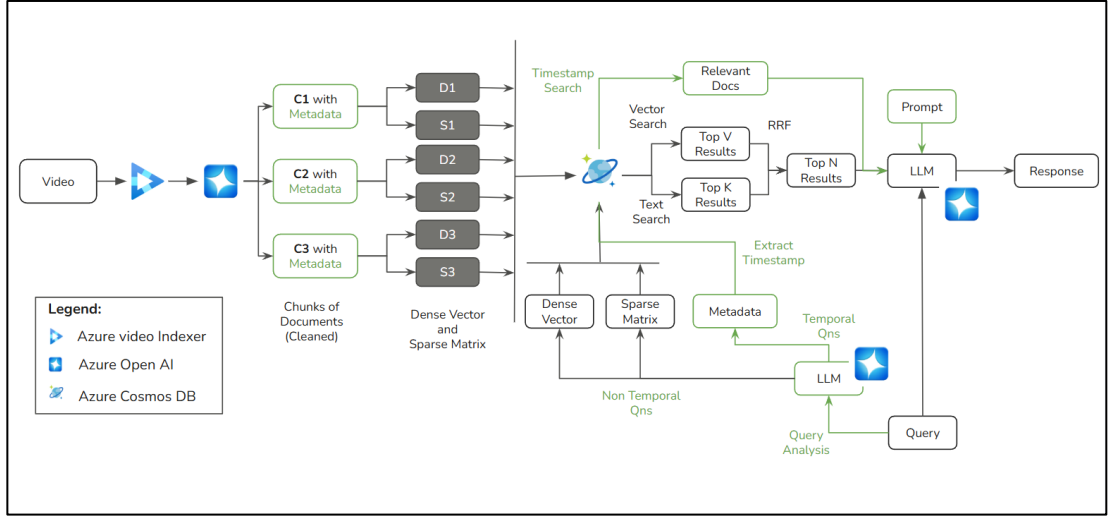 Video
C1 with
Metadata
C2 with
Metadata
C3 with
Metadata
Chunks of
Documents
(Cleaned)
D1
S1
D2
S2
D3
S3
Dense Vector
and
Sparse Matrix
Timestamp
Search
Relevant
Docs
Vector
Search
Top V
Results
RRF
Text
Search
Top K
Results
Top N
Results
Prompt
LLM
Response
Extract
Timestamp
Dense
Vector
Sparse
Matrix
Metadata
Temporal
Qns
LLM
Non Temporal
Qns
Query
Analysis
Query
Legend:
Azure video Indexer
Azure Open AI
Azure Cosmos DB